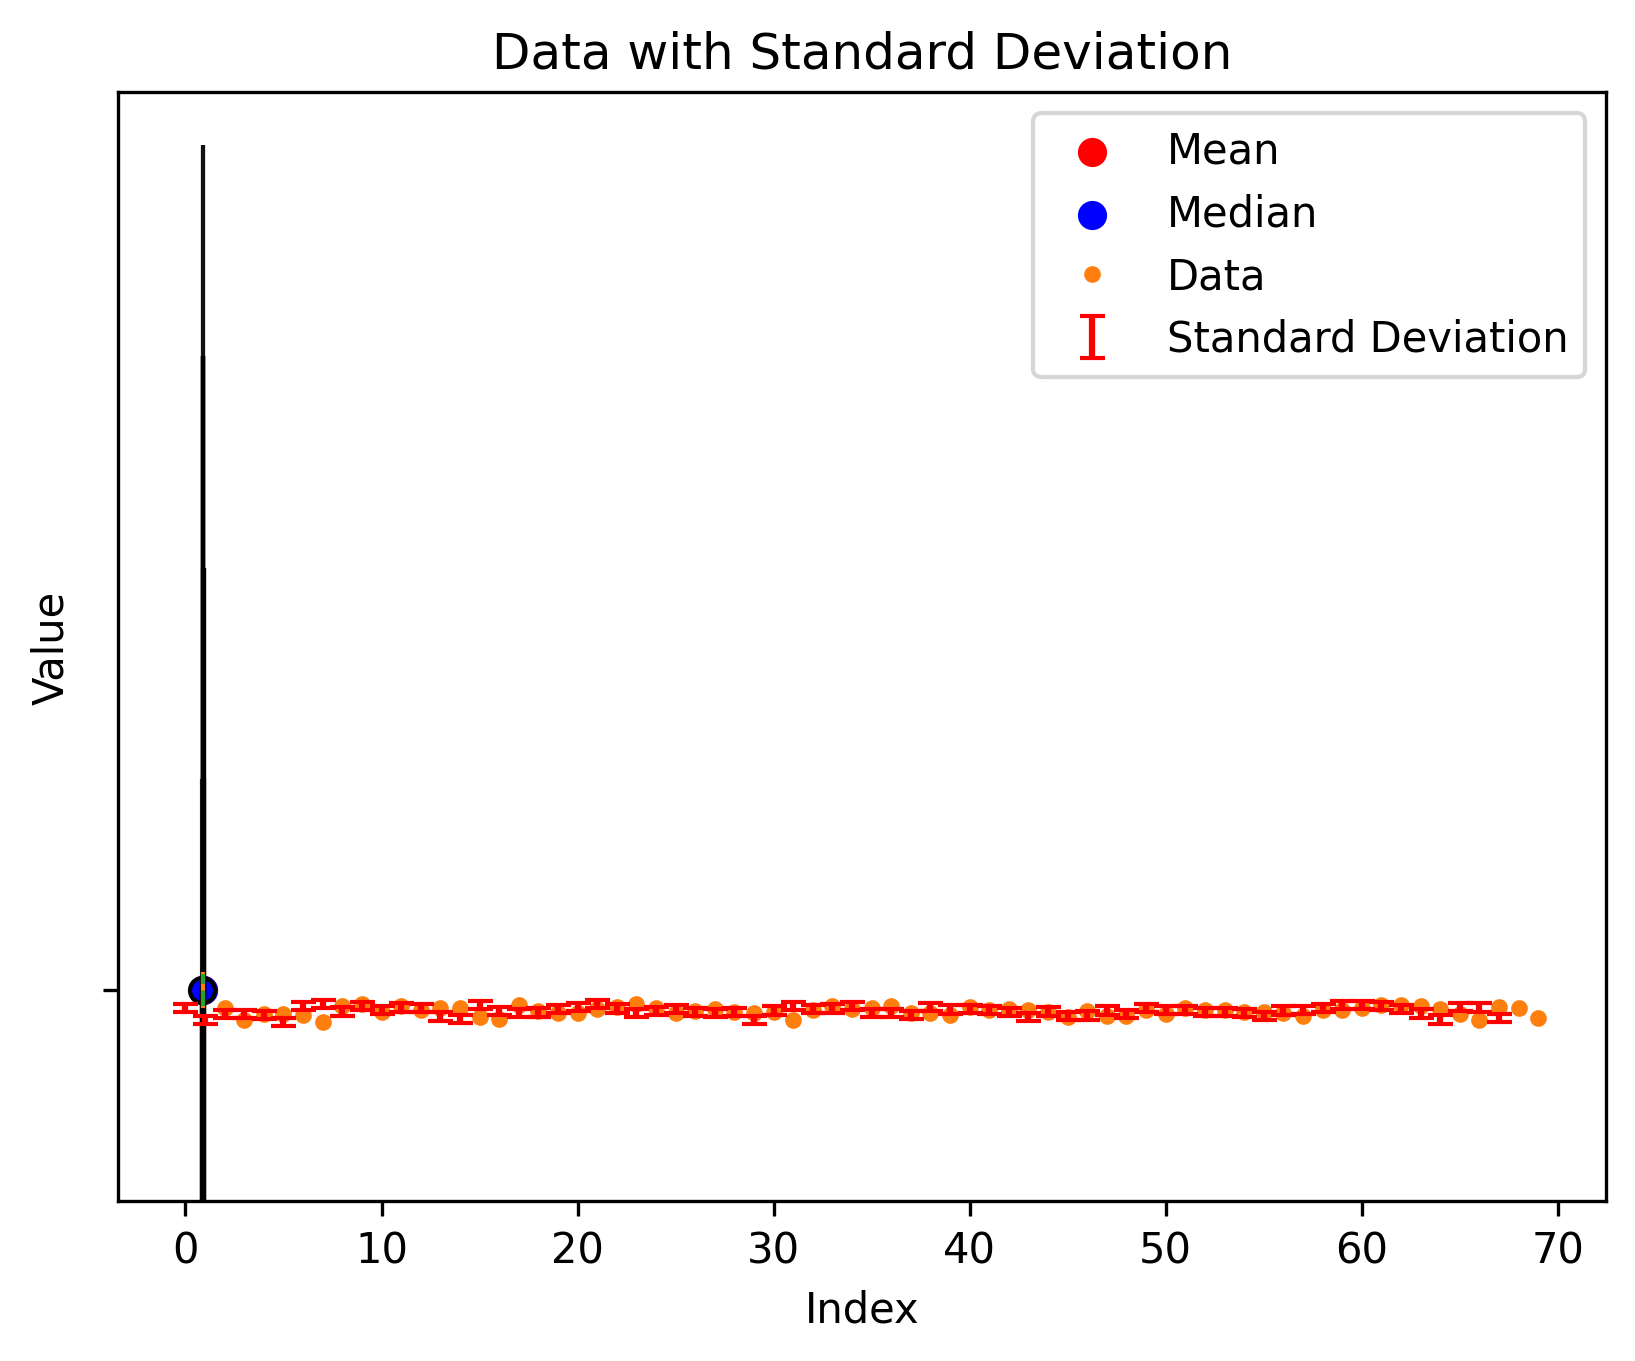 Data with Standard Deviation
Mean
Median
Data
Standard Deviation
Value
0 10 20 30 40 50 60 70
Index